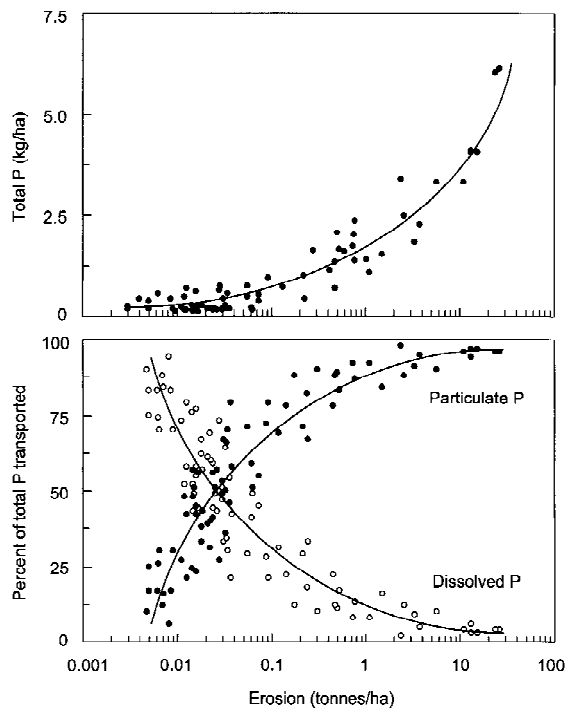 7.5
5.0
2.5
0
Total P (kg/ha)
100
75
50
25
0
Percent of total P transported
Particulate P
Dissolved P
0.001 0.01 0.1 1 10 100
Erosion (tonnes/ha)